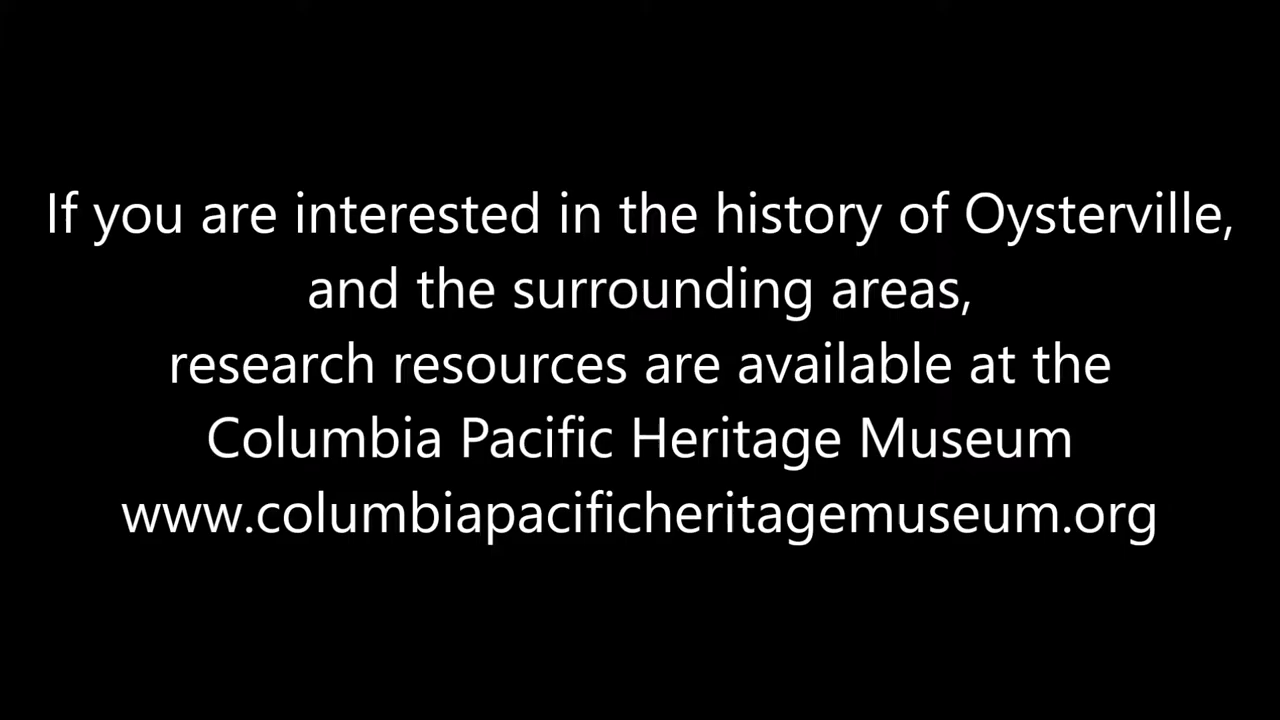 If you are interested in the history of Oysterville,
and the surrounding areas,
research resources are available at the
Columbia Pacific Heritage Museum
www.columbiapacificheritagemuseum.org